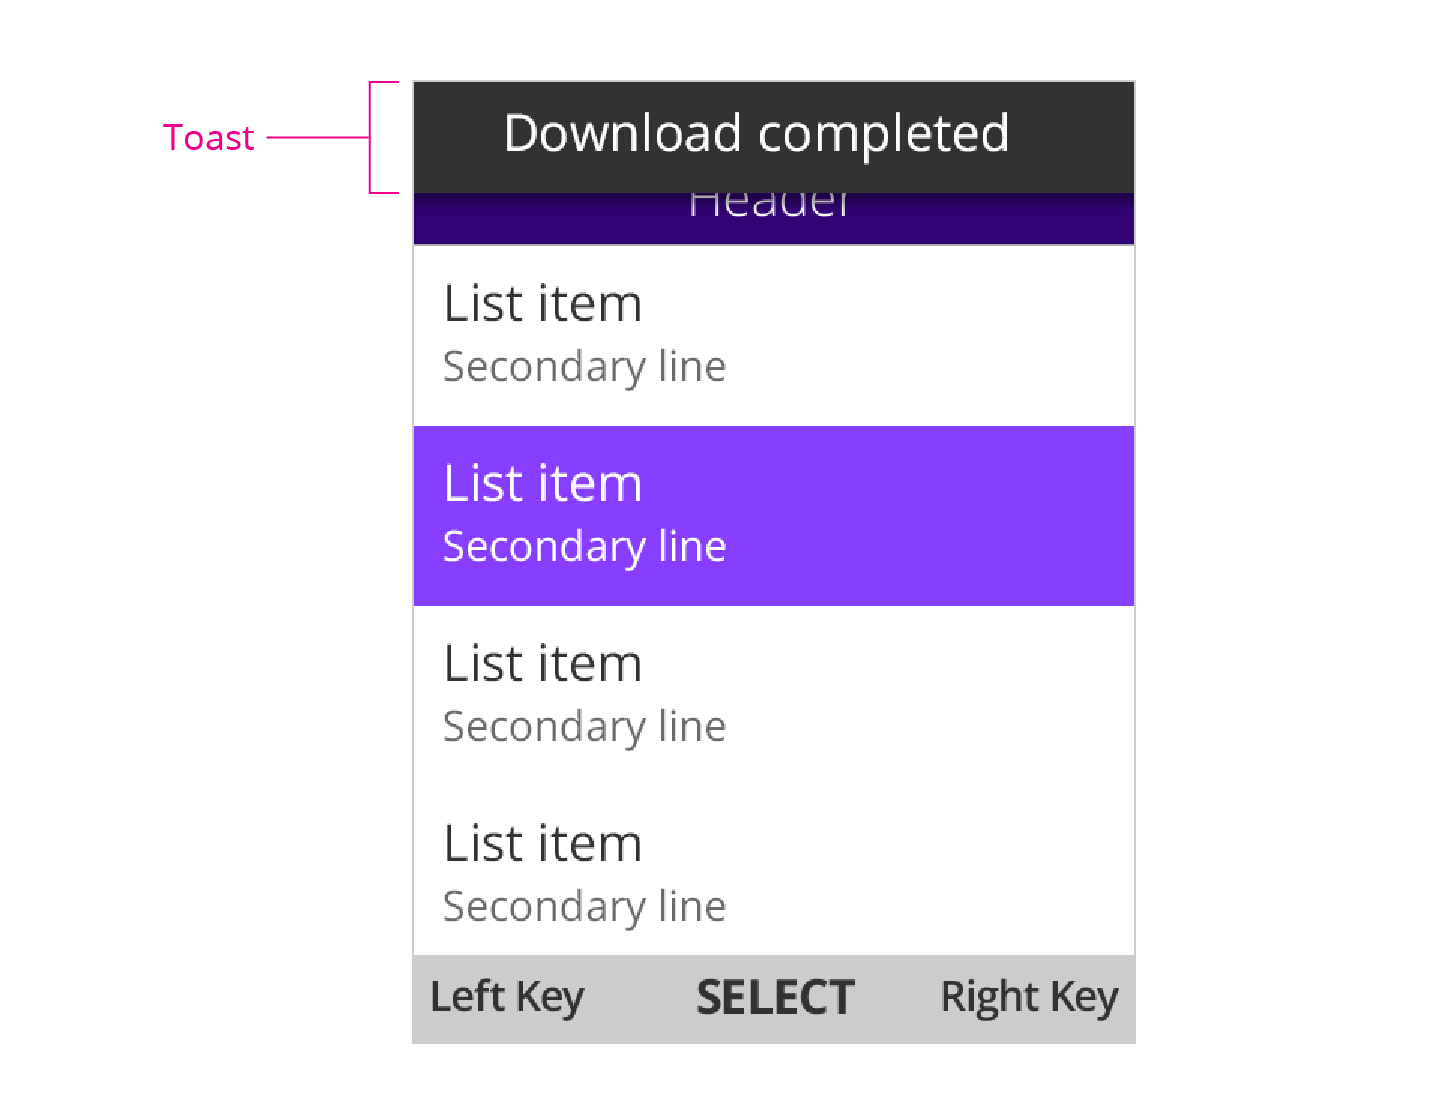 Toast
Download completed
Header
List item
Secondary line
List item
Secondary line
List item
Secondary line
List item
Secondary line
Left Key SELECT Right Key